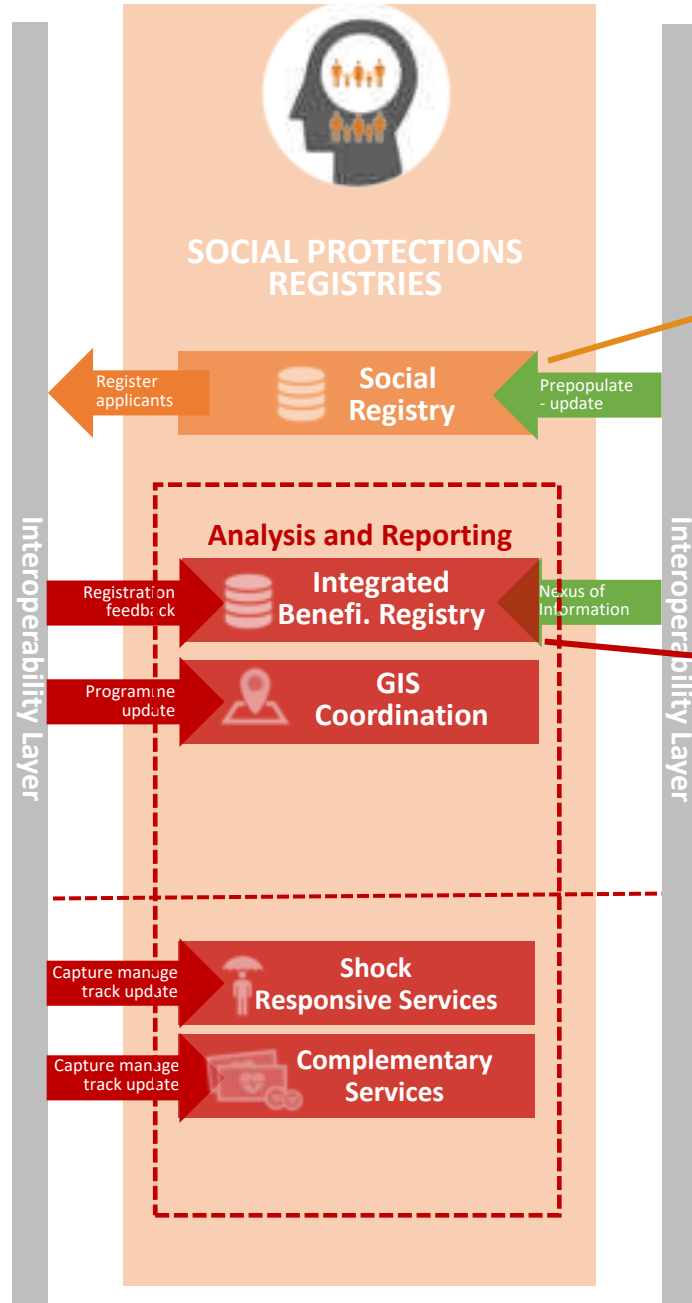 SOCIAL PROTECTIONS
REGISTRIES
Register
applicants
Social
Registry
Prepopulate
- update
Interoperability Layer
Interoperability Layer
Analysis and Reporting
Registration
feedback
Integrated
Benefi. Registry
Nexus of
Information
Programme
update
GIS
Coordination
Capture manage
track update
Shock
Responsive Services
Capture manage
track update
Complementary
Services